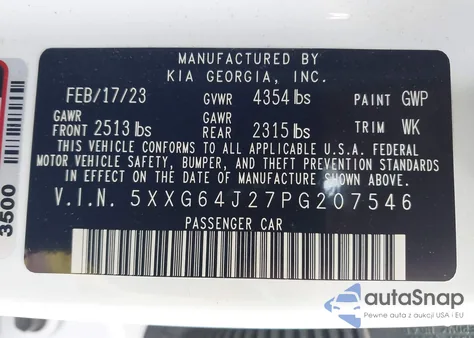 MANUFACTURED BY
KIA GEORGIA, INC.
FEB/17/23 GVWR 4354 lbs PAINT GWP
GAWR FRONT 2513 lbs GAWR REAR 2315 lbs TRIM WK
THIS VEHICLE CONFORMS TO ALL APPLICABLE U.S.A. FEDERAL
MOTOR VEHICLE SAFETY, BUMPER, AND THEFT PREVENTION STANDARDS
IN EFFECT ON THE DATE OF MANUFACTURE SHOWN ABOVE.
V.I.N. 5XXG64J27PG207546
PASSENGER CAR
3500
autaSnap
Pewne auta z aukcji USA i EU